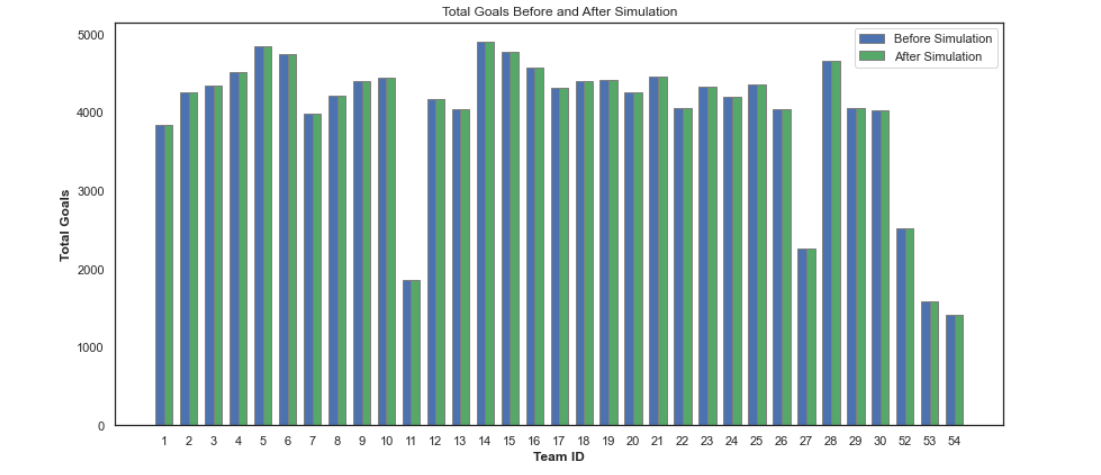 Total Goals Before and After Simulation
Before Simulation
After Simulation
Total Goals
5000
4000
3000
2000
1000
0
1 2 3 4 5 6 7 8 9 10 11 12 13 14 15 16 17 18 19 20 21 22 23 24 25 26 27 28 29 30 52 53 54
Team ID